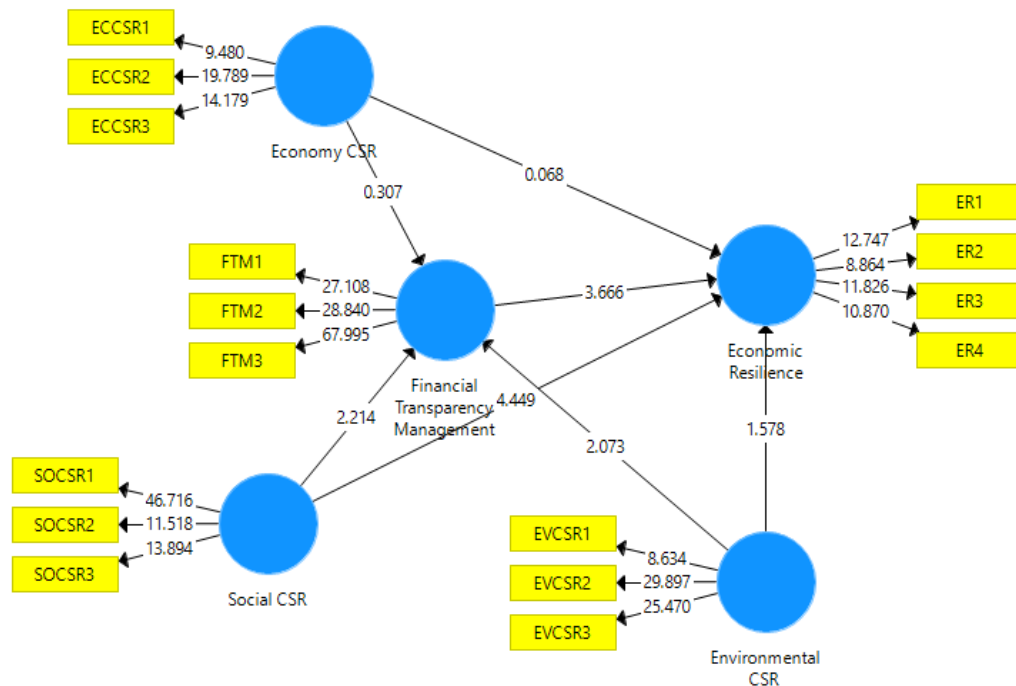 ECCSR1
9.480
ECCSR2
19.789
14.179
ECCSR3
Economy CSR
0.307
0.068
ER1
12.747
ER2
8.864
11.826
ER3
10.870
ER4
Economic
Resilience
FTM1
27.108
FTM2
28.840
67.995
FTM3
3.666
Financial
Transparency
Management
4.449
2.214
2.073
1.578
SOCSR1
46.716
SOCSR2
11.518
13.894
SOCSR3
Social CSR
EVCSR1
8.634
EVCSR2
29.897
25.470
EVCSR3
Environmental
CSR